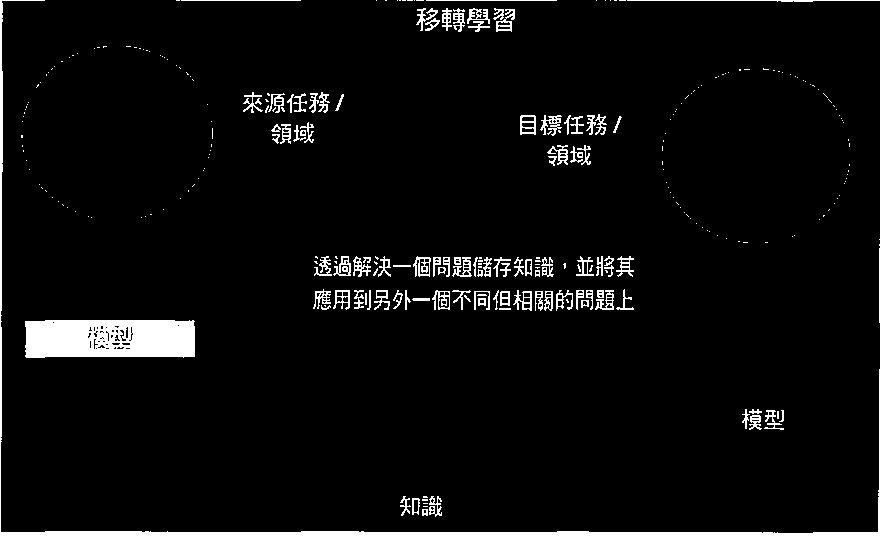 移轉學習
來源任務 /
領域
目標任務 /
領域
透過解決一個問題儲存知識，並將其
應用到另外一個不同但相關的問題上
模型
模型
知識